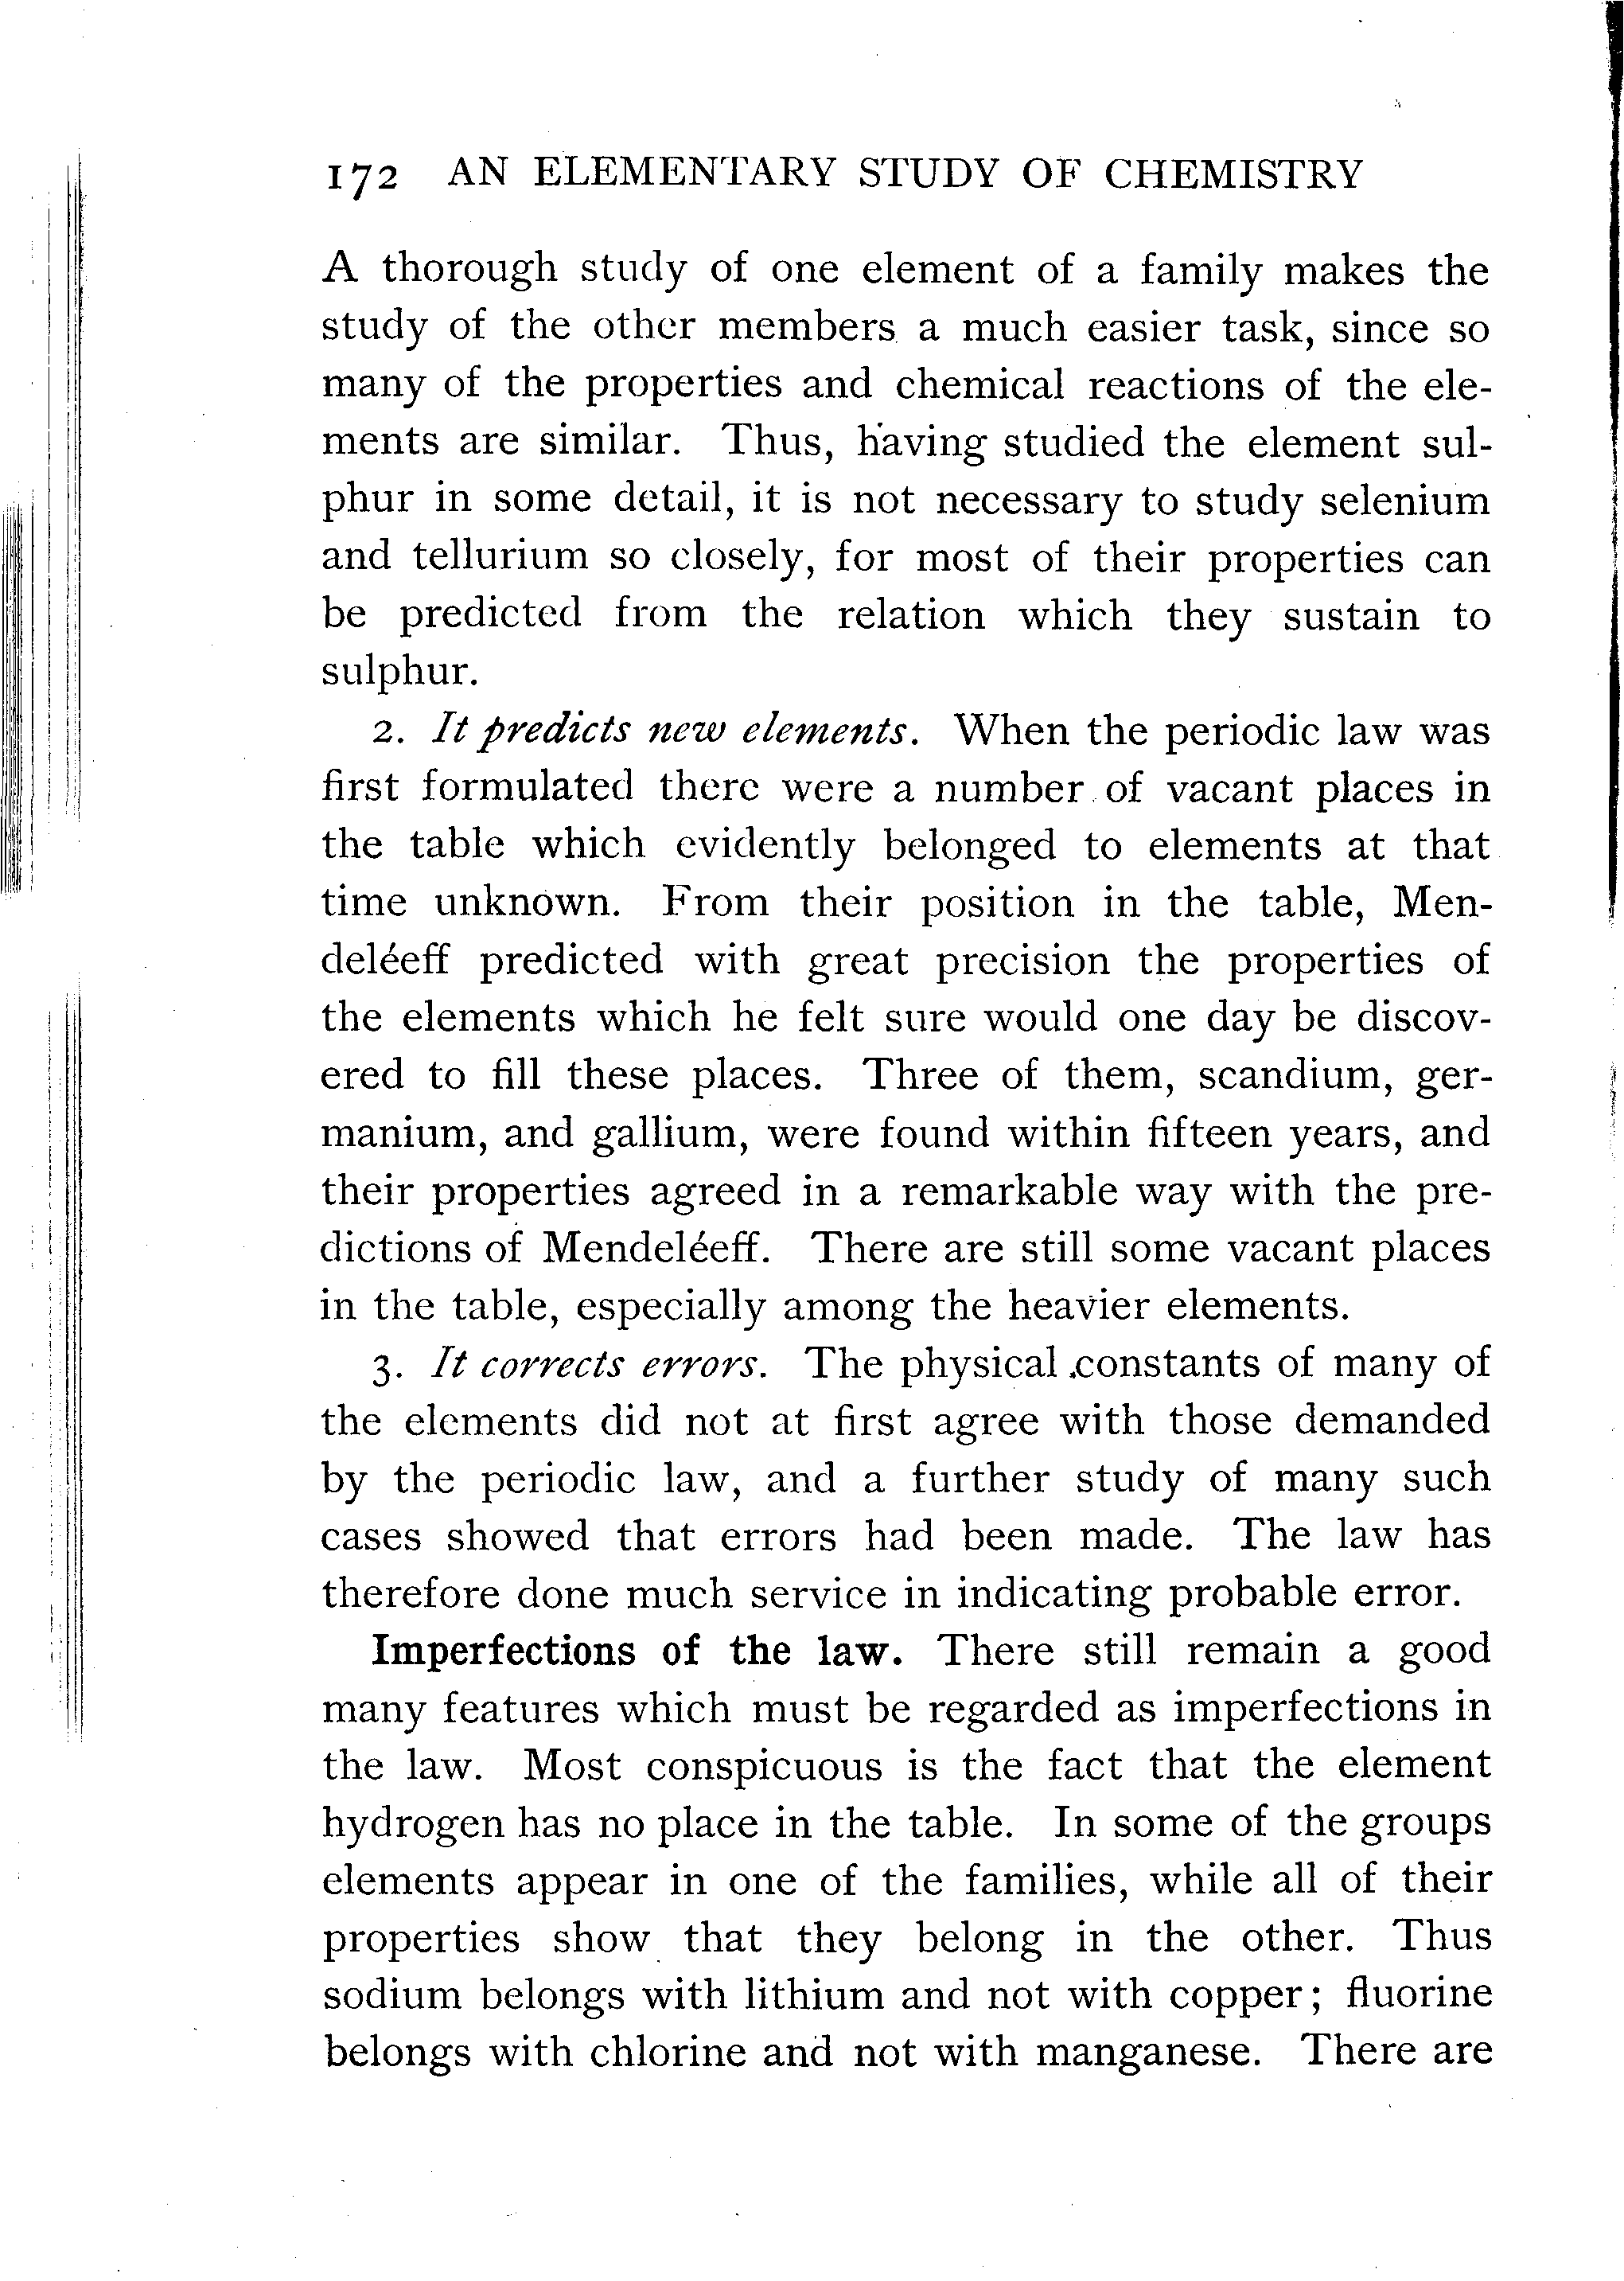 172 AN ELEMENTARY STUDY OF CHEMISTRY
A thorough study of one element of a family makes the
study of the other members a much easier task, since so
many of the properties and chemical reactions of the ele-
ments are similar. Thus, having studied the element sul-
phur in some detail, it is not necessary to study selenium
and tellurium so closely, for most of their properties can
be predicted from the relation which they sustain to
sulphur.
2. It predicts new elements. When the periodic law was
first formulated there were a number of vacant places in
the table which evidently belonged to elements at that
time unknown. From their position in the table, Men-
deléeff predicted with great precision the properties of
the elements which he felt sure would one day be discov-
ered to fill these places. Three of them, scandium, ger-
manium, and gallium, were found within fifteen years, and
their properties agreed in a remarkable way with the pre-
dictions of Mendeléeff. There are still some vacant places
in the table, especially among the heavier elements.
3. It corrects errors. The physical constants of many of
the elements did not at first agree with those demanded
by the periodic law, and a further study of many such
cases showed that errors had been made. The law has
therefore done much service in indicating probable error.
Imperfections of the law. There still remain a good
many features which must be regarded as imperfections in
the law. Most conspicuous is the fact that the element
hydrogen has no place in the table. In some of the groups
elements appear in one of the families, while all of their
properties show that they belong in the other. Thus
sodium belongs with lithium and not with copper; fluorine
belongs with chlorine and not with manganese. There are